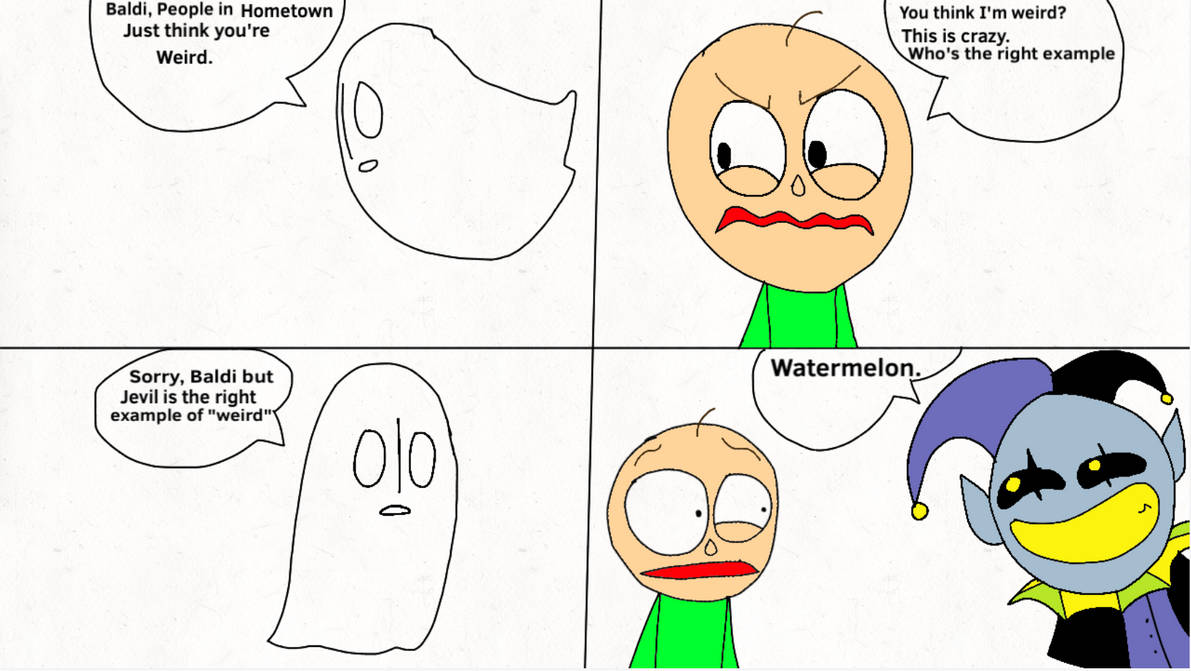 Baldi, People in Hometown
Just think you're
Weird.
You think I'm weird?
This is crazy.
Who's the right example
Sorry, Baldi but
Jevil is the right
example of "weird"
Watermelon.